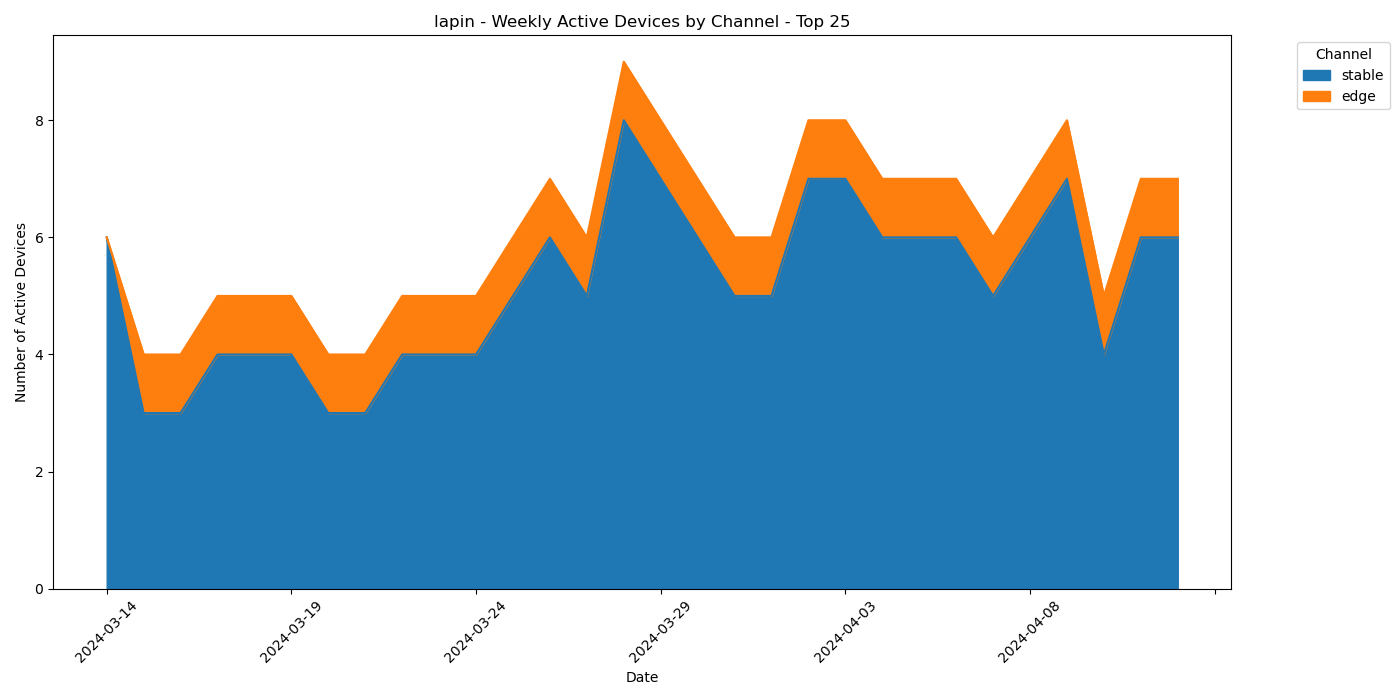 lapin - Weekly Active Devices by Channel - Top 25
Channel
stable
edge
Number of Active Devices
8
6
4
2
0
2024-03-14
2024-03-19
2024-03-24
2024-03-29
2024-04-03
2024-04-08
Date